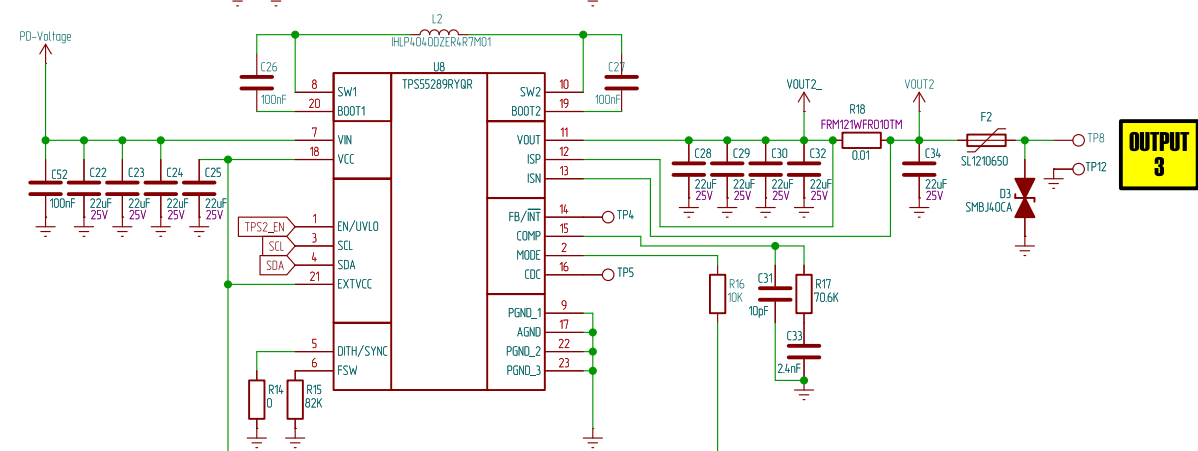 L2
IHLP4040DZER4R7M01
PD-Voltage
C26
100nF
C27
100nF
U8
TPS55289RYQR
8
SW1
20
BOOT1
7
VIN
18
VCC
1
EN/UVLO
3
SCL
4
SDA
21
EXTVCC
5
DITH/SYNC
6
FSW
10
SW2
19
BOOT2
11
VOUT
12
ISP
13
ISN
14
FB/INT
15
COMP
2
MODE
16
CDC
9
PGND_1
17
AGND
22
PGND_2
23
PGND_3
C52
100nF
C22
22uF
25V
C23
22uF
25V
C24
22uF
25V
C25
22uF
25V
TPS2_EN
SCL
SDA
R14
0
R15
82K
VOUT2_
R18
FRM121WFR010TM
0.01
VOUT2
F2
SL1210650
TP8
TP12
OUTPUT
3
C28
22uF
25V
C29
22uF
25V
C30
22uF
25V
C32
22uF
25V
C34
22uF
25V
D3
SMBJ40CA
TP4
TP5
R16
10K
C31
10pF
R17
70.6K
C33
2.4nF